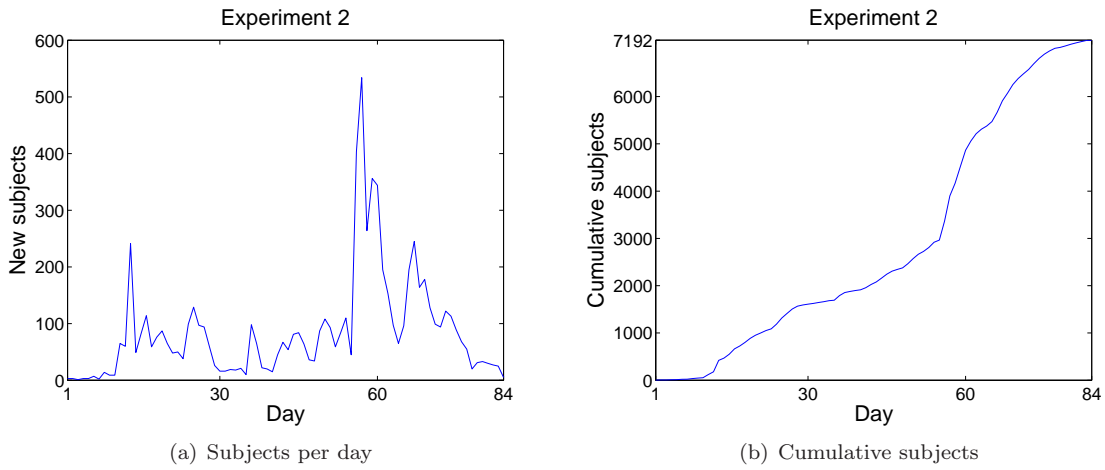 Experiment 2
600
500
400
300
200
100
0
New subjects
1
30
60
84
Day
(a) Subjects per day
Experiment 2
7192
6000
5000
4000
3000
2000
1000
0
Cumulative subjects
1
30
60
84
Day
(b) Cumulative subjects